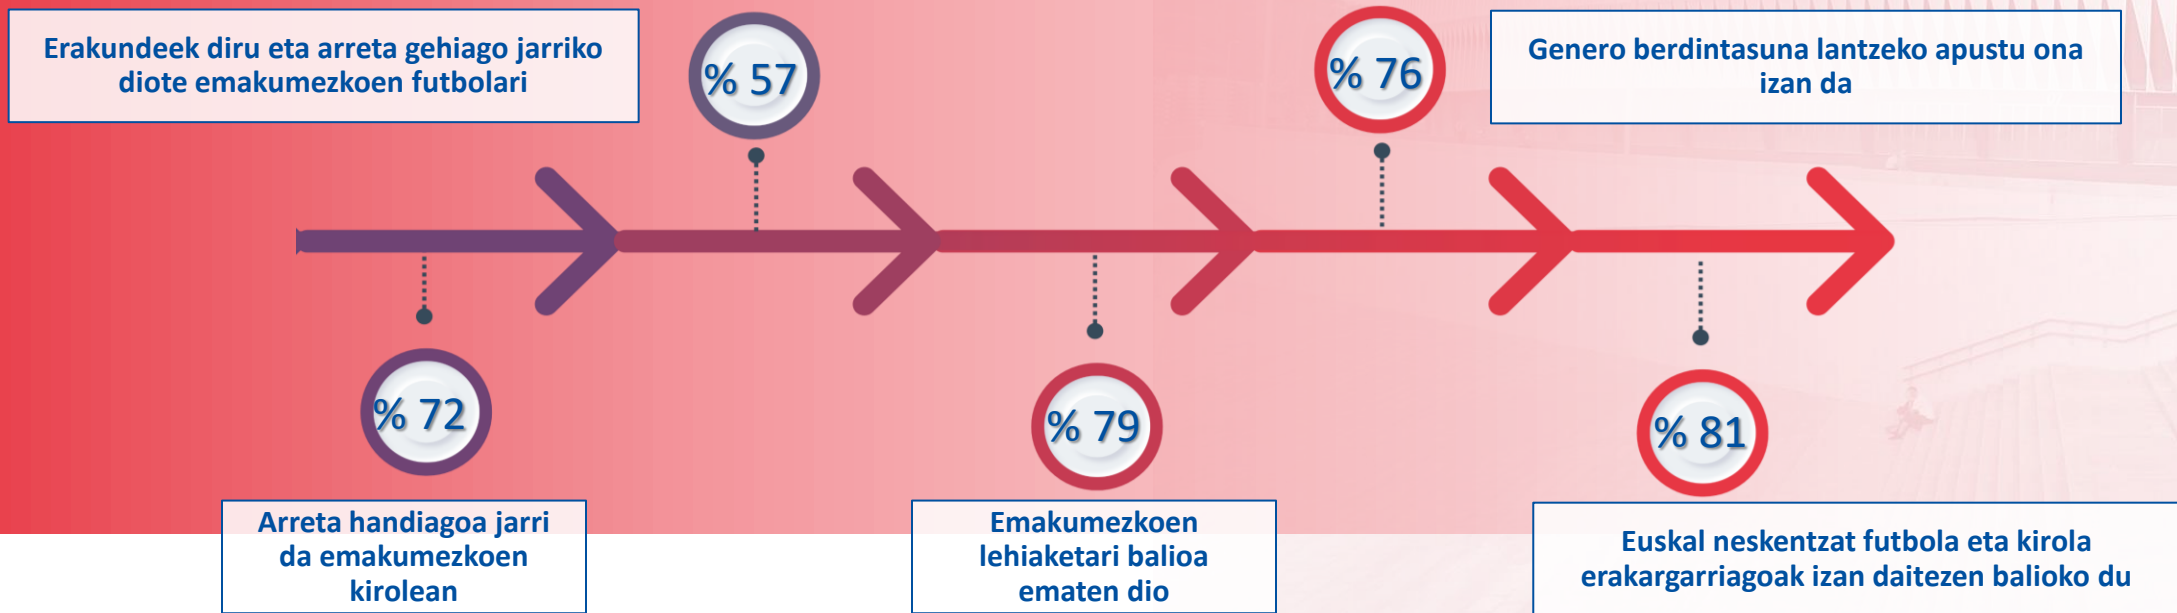 Erakundeek diru eta arreta gehiago jarriko
diote emakumezkoen futbolari
% 57
% 76
Genero berdintasuna lantzeko apustu ona
izan da
% 72
% 79
% 81
Arreta handiagoa jarri
da emakumezkoen
kirolean
Emakumezkoen
lehiaketari balioa
ematen dio
Euskal neskentzat futbola eta kirola
erakargarriagoak izan daitezen balioko du